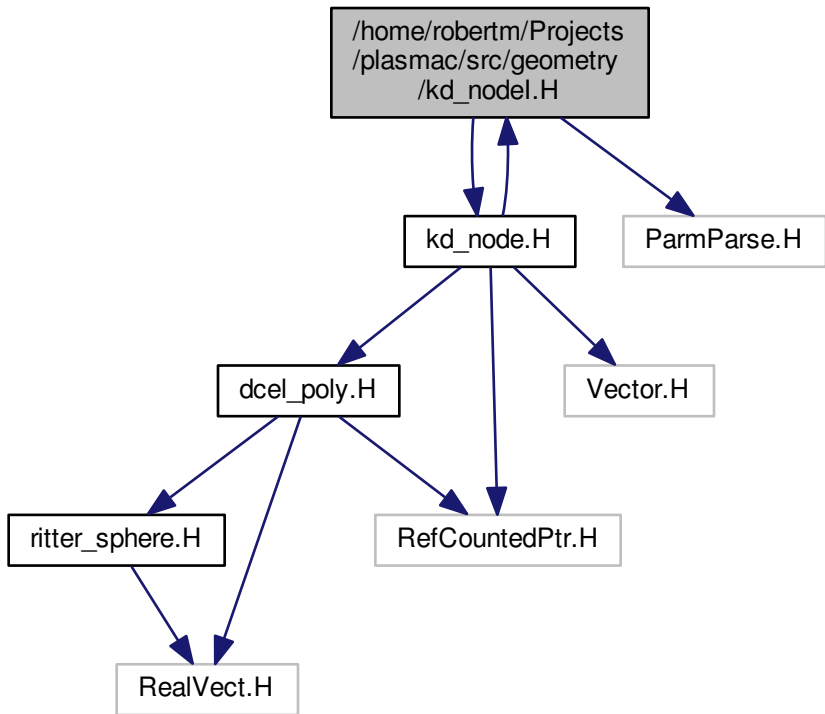 /home/robertm/Projects
/plasmac/src/geometry
/kd_nodeI.H
kd_node.H
ParmParse.H
dcel_poly.H
Vector.H
ritter_sphere.H
RefCountedPtr.H
RealVect.H